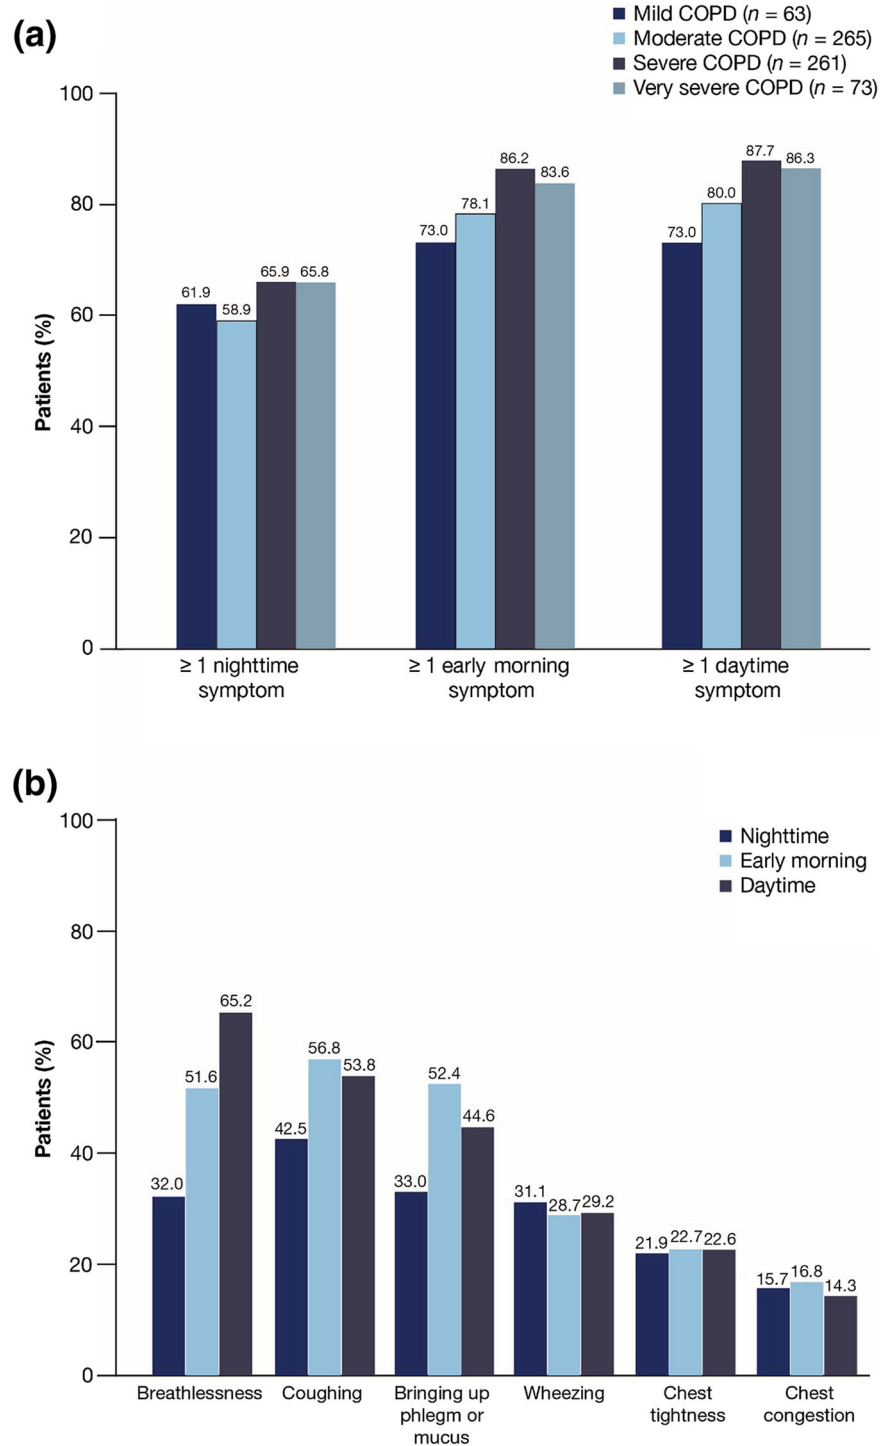 (a)
Mild COPD (n = 63)
Moderate COPD (n = 265)
Severe COPD (n = 261)
Very severe COPD (n = 73)
100
80
60
40
20
0
Patients (%)
61.9
58.9
65.9
65.8
73.0
78.1
86.2
83.6
73.0
80.0
87.7
86.3
≥ 1 nighttime
symptom
≥ 1 early morning
symptom
≥ 1 daytime
symptom
(b)
Nighttime
Early morning
Daytime
100
80
60
40
20
0
Patients (%)
32.0
51.6
65.2
42.5
56.8
53.8
33.0
52.4
44.6
31.1
28.7
29.2
21.9
22.7
22.6
15.7
16.8
14.3
Breathlessness
Coughing
Bringing up
phlegm or
mucus
Wheezing
Chest
tightness
Chest
congestion